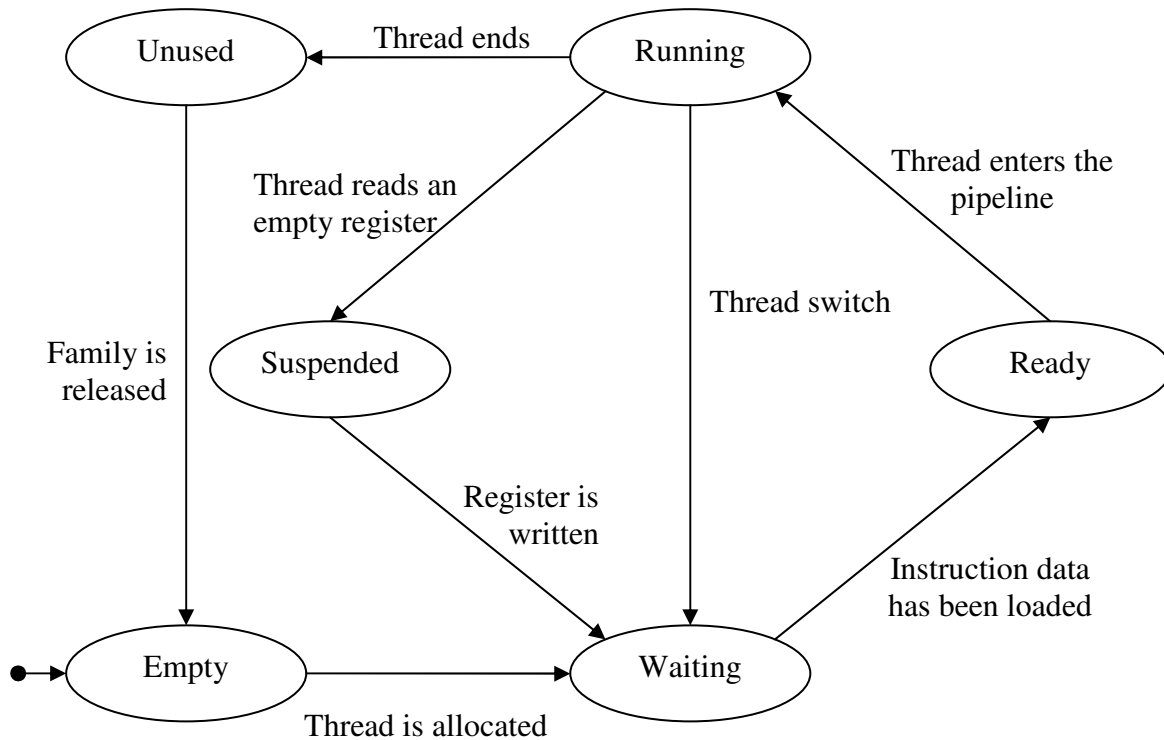 Unused
Thread ends
Running
Thread enters the
pipeline
Thread reads an
empty register
Thread switch
Family is
released
Suspended
Ready
Register is
written
Instruction data
has been loaded
Empty
Waiting
Thread is allocated